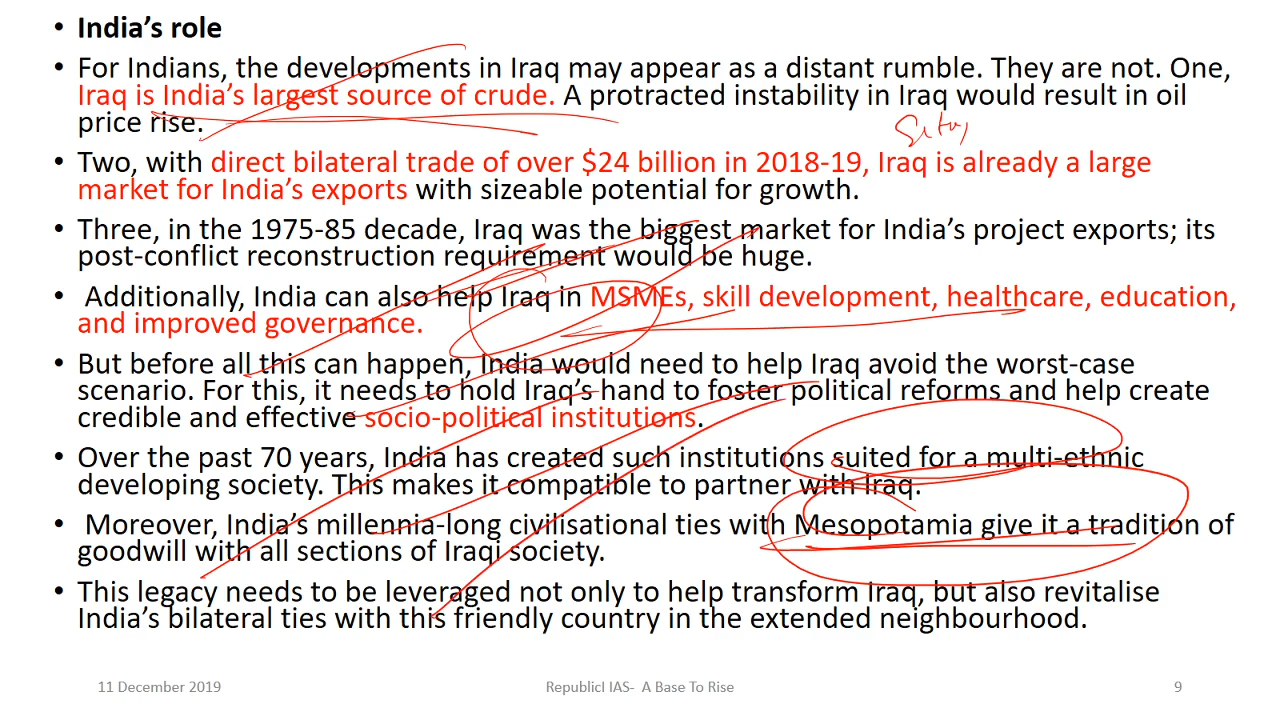 • India's role
• For Indians, the developments in Iraq may appear as a distant rumble. They are not. One,
Iraq is India's largest source of crude. A protracted instability in Iraq would result in oil
price rise.
• Two, with direct bilateral trade of over $24 billion in 2018-19, Iraq is already a large
market for India's exports with sizeable potential for growth.
• Three, in the 1975-85 decade, Iraq was the biggest market for India's project exports; its
post-conflict reconstruction requirement would be huge.
• Additionally, India can also help Iraq in MSMEs, skill development, healthcare, education,
and improved governance.
• But before all this can happen, India would need to help Iraq avoid the worst-case
scenario. For this, it needs to hold Iraq's hand to foster political reforms and help create
credible and effective socio-political institutions.
• Over the past 70 years, India has created such institutions suited for a multi-ethnic
developing society. This makes it compatible to partner with Iraq.
• Moreover, India's millennia-long civilisational ties with Mesopotamia give it a tradition of
goodwill with all sections of Iraqi society.
• This legacy needs to be leveraged not only to help transform Iraq, but also revitalise
India's bilateral ties with this friendly country in the extended neighbourhood.
11 December 2019 RepublicI IAS- A Base To Rise 9